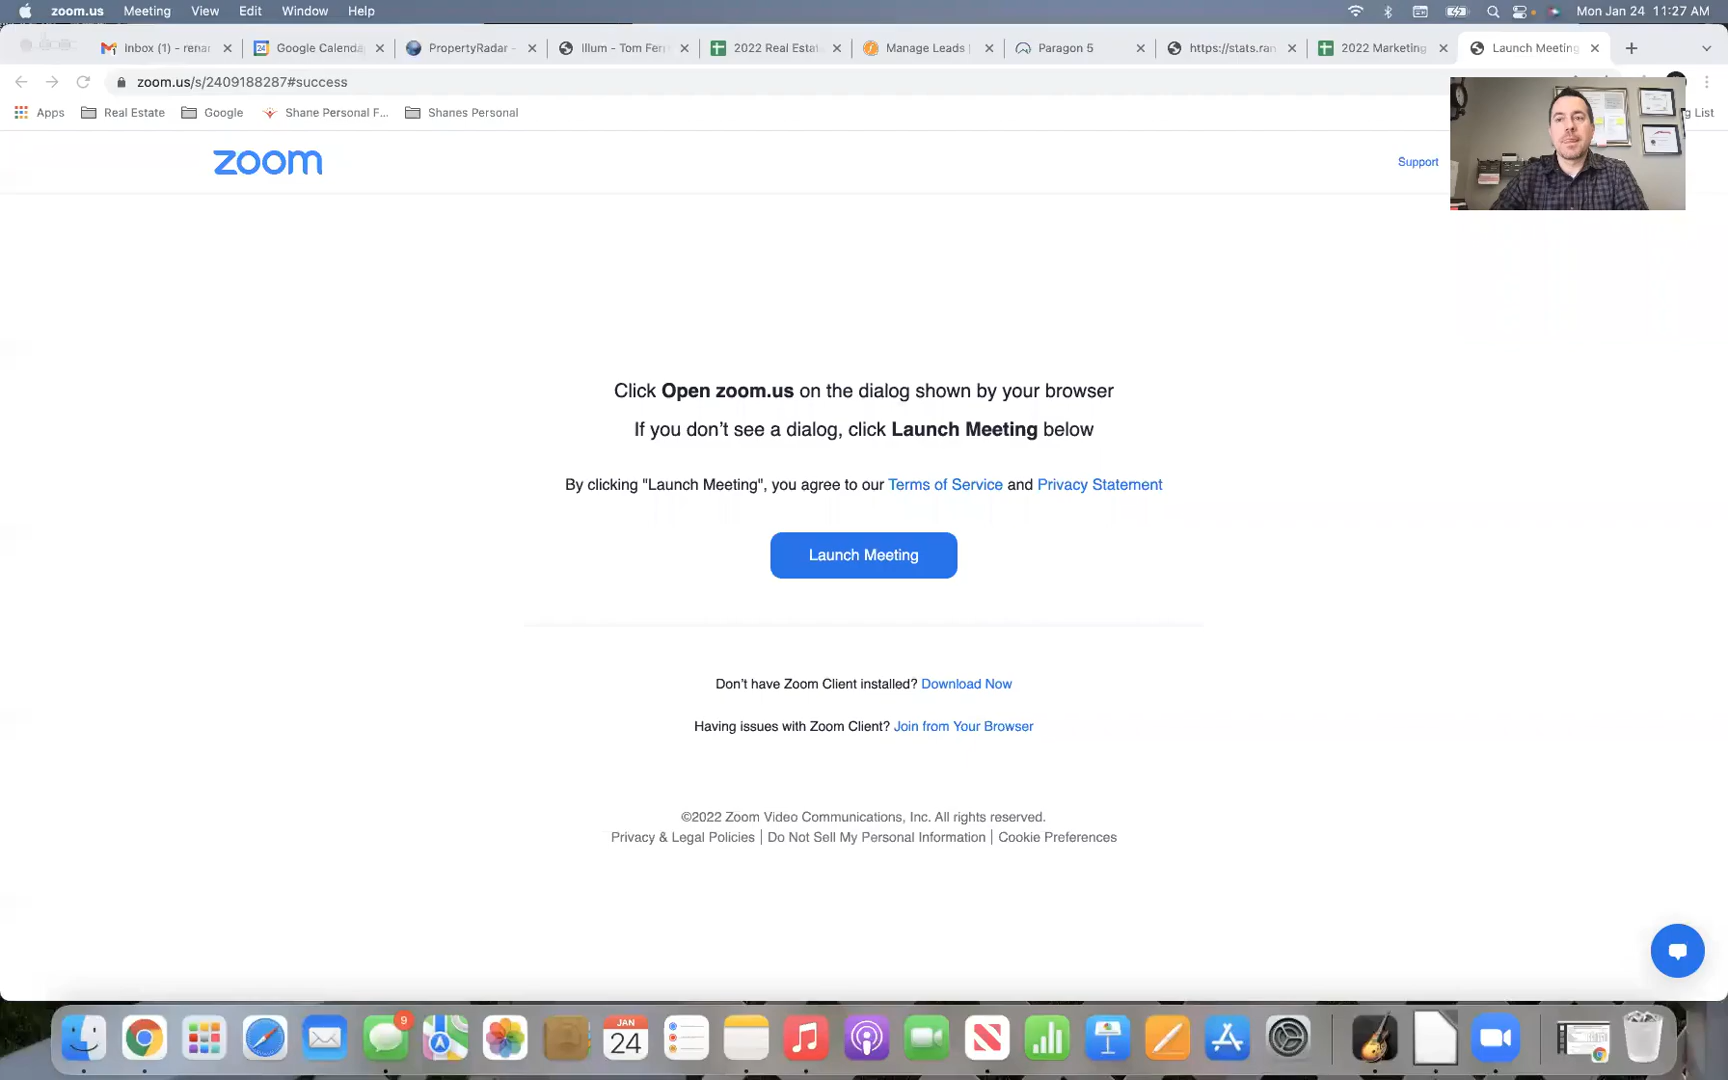 zoom.us Meeting View Edit Window Help Mon Jan 24 11:27 AM
Inbox (1) - renar Google Calenda PropertyRadar - Illum - Tom Fer 2022 Real Estat Manage Leads Paragon 5 https://stats.ran 2022 Marketing Launch Meeting
zoom.us/s/2409188287#success
Apps Real Estate Google Shane Personal F... Shanes Personal g List
zoom
Support
Click Open zoom.us on the dialog shown by your browser
If you don't see a dialog, click Launch Meeting below
By clicking "Launch Meeting", you agree to our Terms of Service and Privacy Statement
Launch Meeting
Don't have Zoom Client installed? Download Now
Having issues with Zoom Client? Join from Your Browser
©2022 Zoom Video Communications, Inc. All rights reserved.
Privacy & Legal Policies | Do Not Sell My Personal Information | Cookie Preferences
9
JAN
24